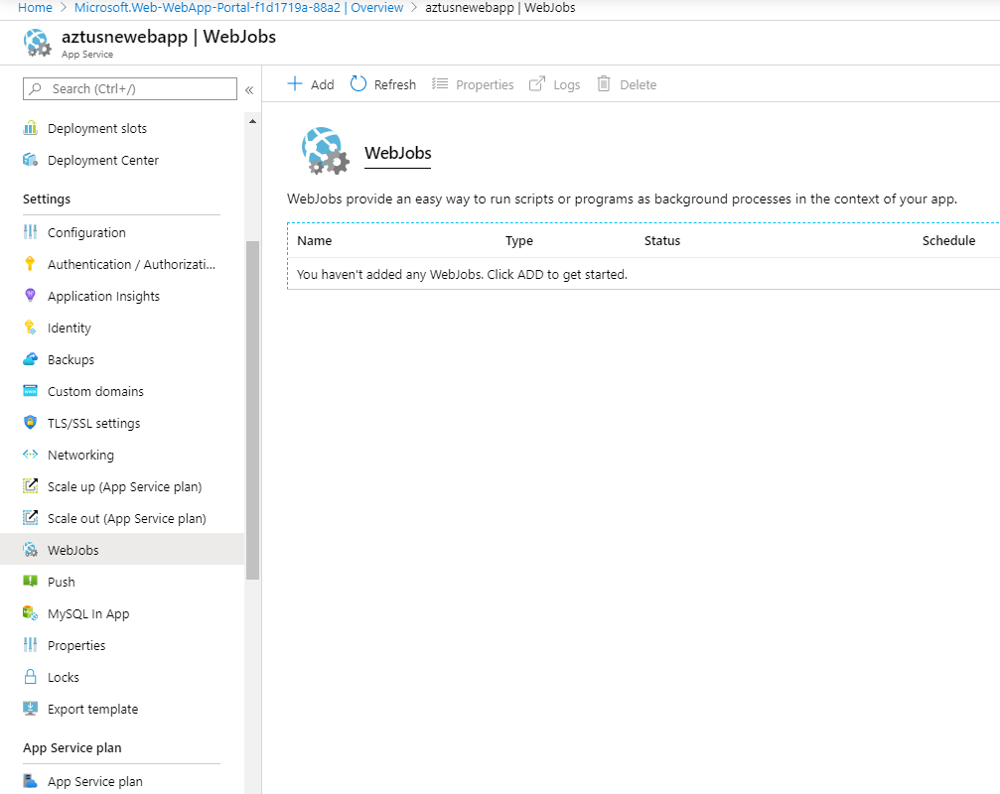 Home > Microsoft.Web-WebApp-Portal-f1d1719a-88a2 | Overview > aztusnewebapp | WebJobs
aztusnewebapp | WebJobs
App Service
Search (Ctrl+/)
«
Deployment slots
Deployment Center
Settings
Configuration
Authentication / Authorizati...
Application Insights
Identity
Backups
Custom domains
TLS/SSL settings
Networking
Scale up (App Service plan)
Scale out (App Service plan)
WebJobs
Push
MySQL In App
Properties
Locks
Export template
App Service plan
App Service plan
Add Refresh Properties Logs Delete
WebJobs
WebJobs provide an easy way to run scripts or programs as background processes in the context of your app.
Name Type Status Schedule
You haven't added any WebJobs. Click ADD to get started.